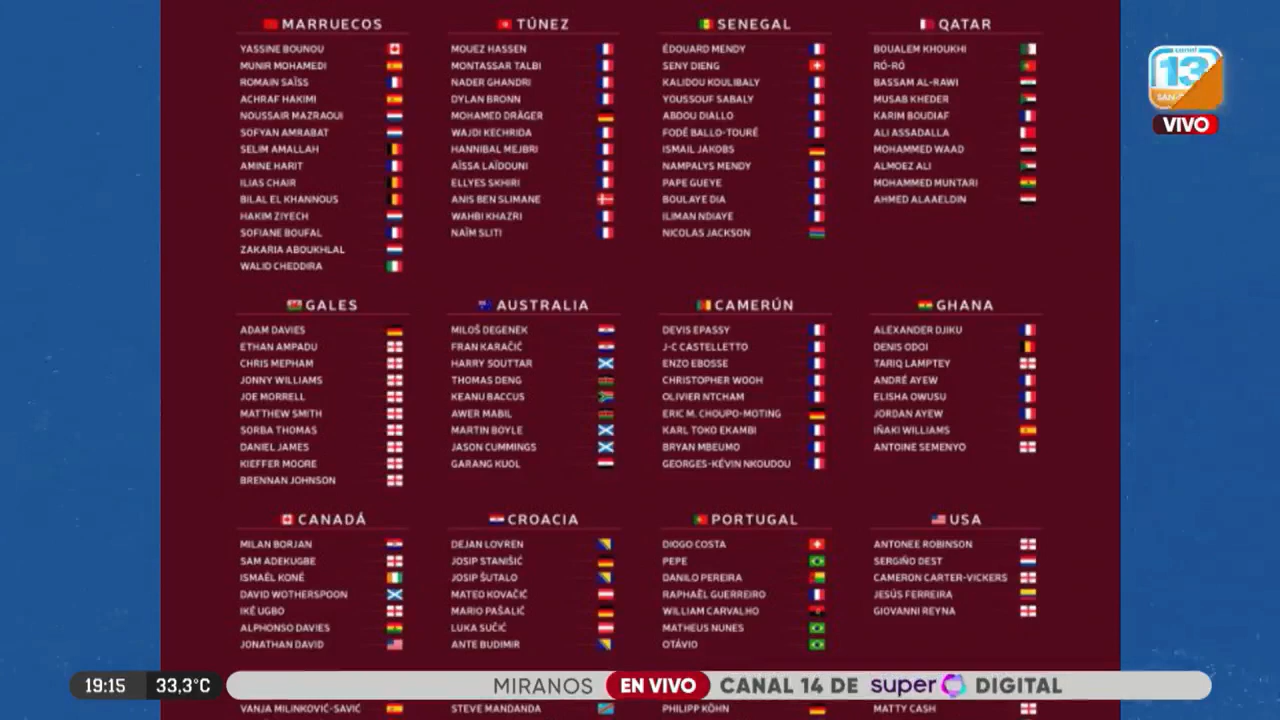 MARRUECOS
YASSINE BOUNOU
MUNIR MOHAMEDI
ROMAIN SAÏSS
ACHRAF HAKIMI
NOUSSAIR MAZRAOUI
SOFYAN AMRABAT
SELIM AMALLAH
AMINE HARIT
ILIAS CHAIR
BILAL EL KHANNOUS
HAKIM ZIYECH
SOFIANE BOUFAL
ZAKARIA ABOUKHLAL
WALID CHEDDIRA
TÚNEZ
MOUEZ HASSEN
MONTASSAR TALBI
NADER GHANDRI
DYLAN BRONN
MOHAMED DRÄGER
WAJDI KECHRIDA
HANNIBAL MEJBRI
AÏSSA LAÏDOUNI
ELLYES SKHIRI
ANIS BEN SLIMANE
WAHBI KHAZRI
NAÏM SLITI
SENEGAL
ÉDOUARD MENDY
SENY DIENG
KALIDOU KOULIBALY
YOUSSOUF SABALY
ABDOU DIALLO
FODÉ BALLO-TOURÉ
ISMAIL JAKOBS
NAMPALYS MENDY
PAPE GUEYE
BOULAYE DIA
ILIMAN NDIAYE
NICOLAS JACKSON
QATAR
BOUALEM KHOUKHI
RÓ-RÓ
BASSAM AL-RAWI
MUSAB KHEDER
KARIM BOUDIAF
ALI ASSADALLA
MOHAMMED WAAD
ALMOEZ ALI
MOHAMMED MUNTARI
AHMED ALAAELDIN
canal
13
SAN
VIVO
GALES
ADAM DAVIES
ETHAN AMPADU
CHRIS MEPHAM
JONNY WILLIAMS
JOE MORRELL
MATTHEW SMITH
SORBA THOMAS
DANIEL JAMES
KIEFFER MOORE
BRENNAN JOHNSON
AUSTRALIA
MILOŠ DEGENEK
FRAN KARAČIĆ
HARRY SOUTTAR
THOMAS DENG
KEANU BACCUS
AWER MABIL
MARTIN BOYLE
JASON CUMMINGS
GARANG KUOL
CAMERÚN
DEVIS EPASSY
J-C CASTELLETTO
ENZO EBOSSE
CHRISTOPHER WOOH
OLIVIER NTCHAM
ERIC M. CHOUPO-MOTING
KARL TOKO EKAMBI
BRYAN MBEUMO
GEORGES-KÉVIN NKOUDOU
GHANA
ALEXANDER DJIKU
DENIS ODOI
TARIQ LAMPTEY
ANDRÉ AYEW
ELISHA OWUSU
JORDAN AYEW
IÑAKI WILLIAMS
ANTOINE SEMENYO
CANADÁ
MILAN BORJAN
SAM ADEKUGBE
ISMAËL KONÉ
DAVID WOTHERSPOON
IKÉ UGBO
ALPHONSO DAVIES
JONATHAN DAVID
CROACIA
DEJAN LOVREN
JOSIP STANIŠIĆ
JOSIP ŠUTALO
MATEO KOVAČIĆ
MARIO PAŠALIĆ
LUKA SUČIĆ
ANTE BUDIMIR
PORTUGAL
DIOGO COSTA
PEPE
DANILO PEREIRA
RAPHAËL GUERREIRO
WILLIAM CARVALHO
MATHEUS NUNES
OTÁVIO
USA
ANTONEE ROBINSON
SERGIÑO DEST
CAMERON CARTER-VICKERS
JESÚS FERREIRA
GIOVANNI REYNA
19:15 33,3°C MIRANOS EN VIVO CANAL 14 DE super DIGITAL
VANJA MILINKOVIĆ-SAVIĆ
STEVE MANDANDA
PHILIPP KÖHN
MATTY CASH